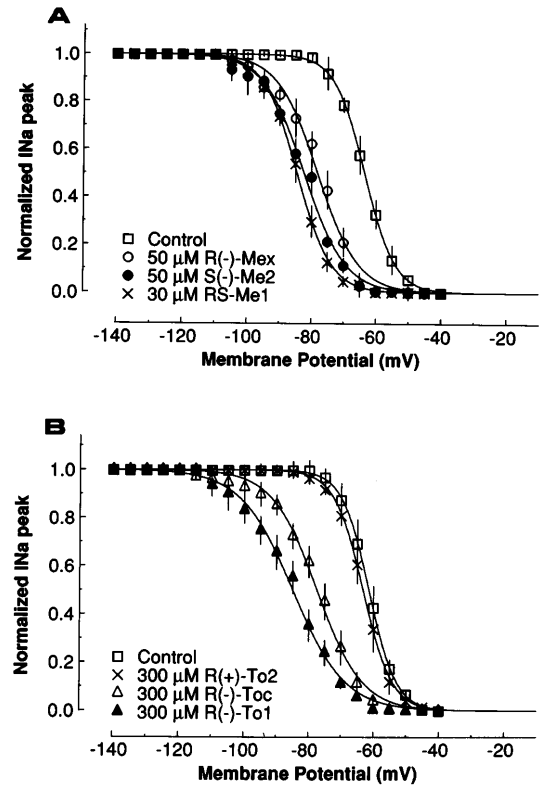 A
Normalized INa peak
1.0
0.8
0.6
0.4
0.2
0.0
Control
50 µM R(-)-Mex
50 µM S(-)-Me2
30 µM RS-Me1
-140 -120 -100 -80 -60 -40 -20
Membrane Potential (mV)
B
Normalized INa peak
1.0
0.8
0.6
0.4
0.2
0.0
Control
300 µM R(+)-To2
300 µM R(-)-Toc
300 µM R(-)-To1
-140 -120 -100 -80 -60 -40 -20
Membrane Potential (mV)